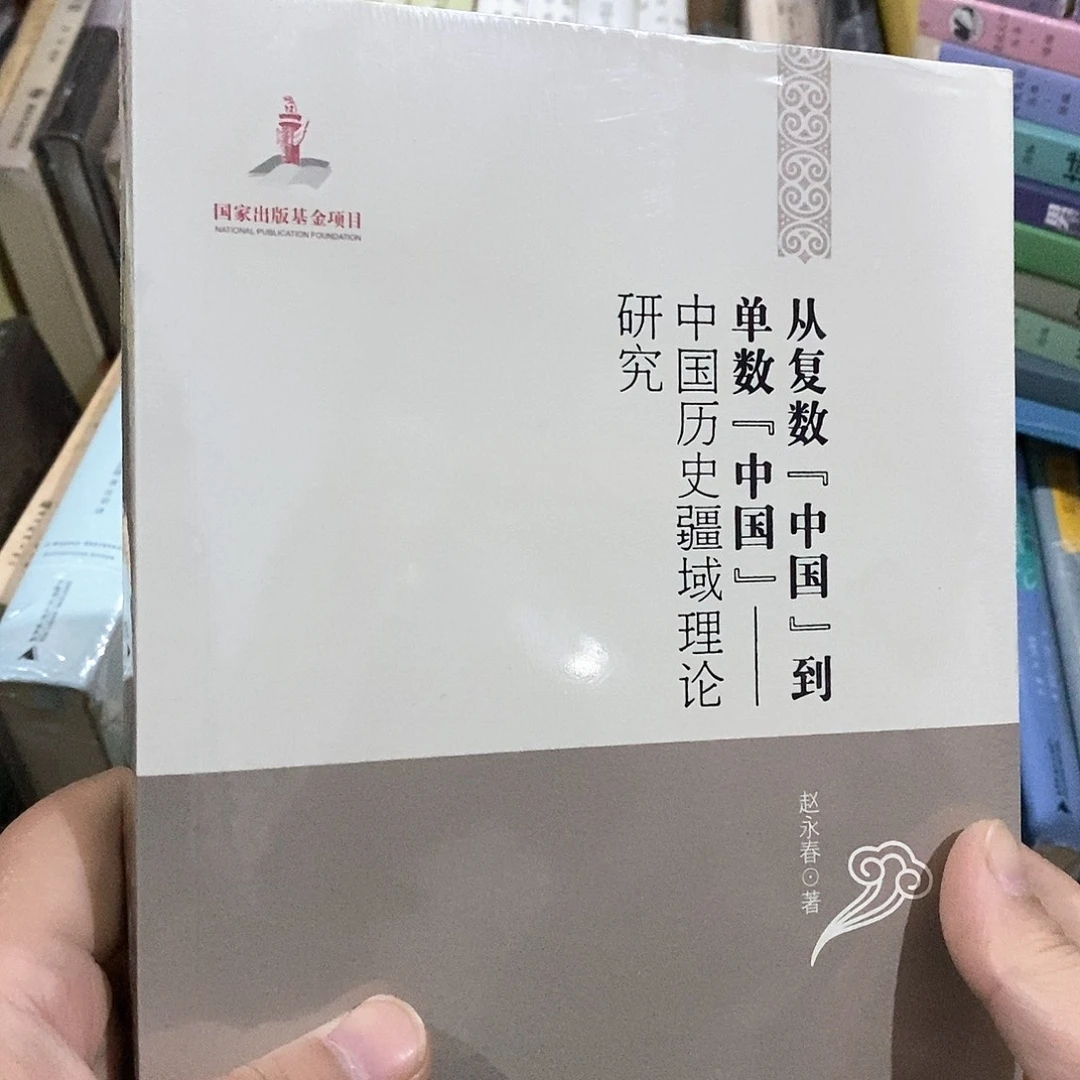 国家出版基金项目
NATIONAL PUBLICATION FOUNDATION
从复数『中国』到
单数『中国』——
中国历史疆域理论
研究
赵永春⊙著